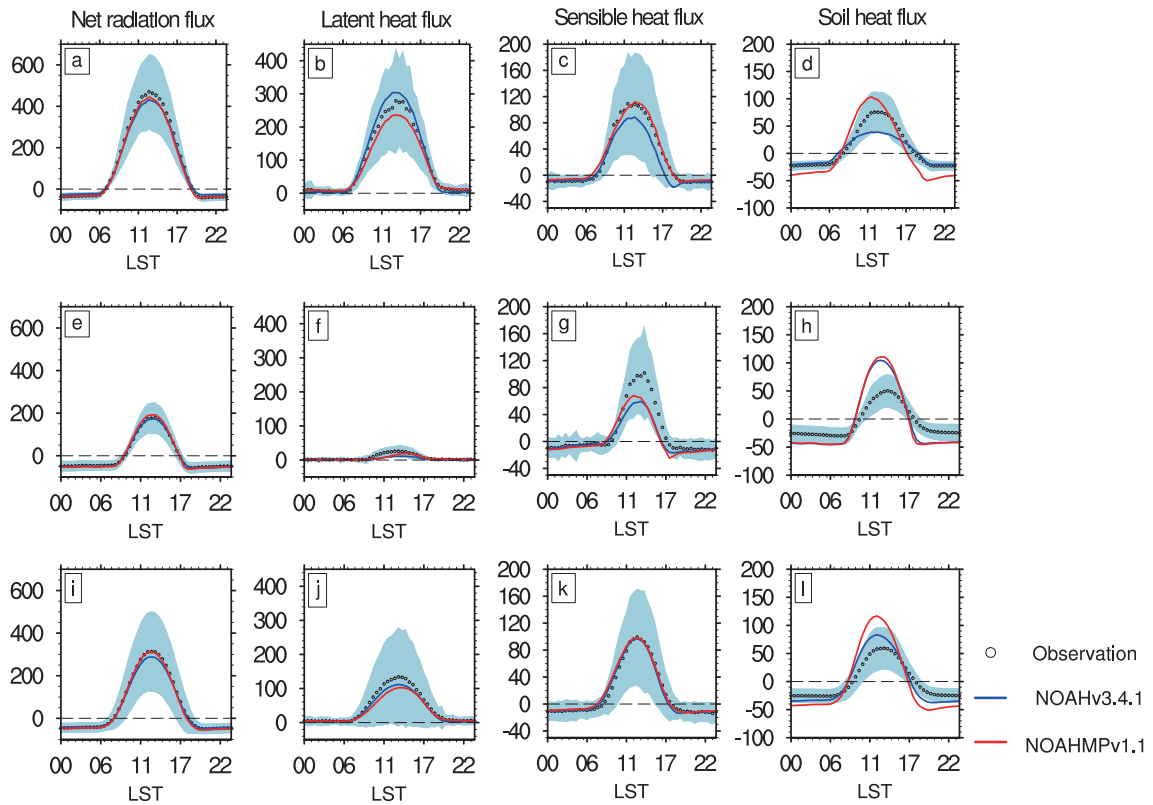 Net radiation flux Latent heat flux Sensible heat flux Soil heat flux
a
600
400
200
0
00 06 11 17 22
LST
b
400
300
200
100
0
00 06 11 17 22
LST
c
200
160
120
80
40
0
-40
00 06 11 17 22
LST
d
200
150
100
50
0
-50
-100
00 06 11 17 22
LST
e
600
400
200
0
00 06 11 17 22
LST
f
400
300
200
100
0
00 06 11 17 22
LST
g
200
160
120
80
40
0
-40
00 06 11 17 22
LST
h
200
150
100
50
0
-50
-100
00 06 11 17 22
LST
i
600
400
200
0
00 06 11 17 22
LST
j
400
300
200
100
0
00 06 11 17 22
LST
k
200
160
120
80
40
0
-40
00 06 11 17 22
LST
l
200
150
100
50
0
-50
-100
00 06 11 17 22
LST
Observation
NOAHv3.4.1
NOAHMPv1.1